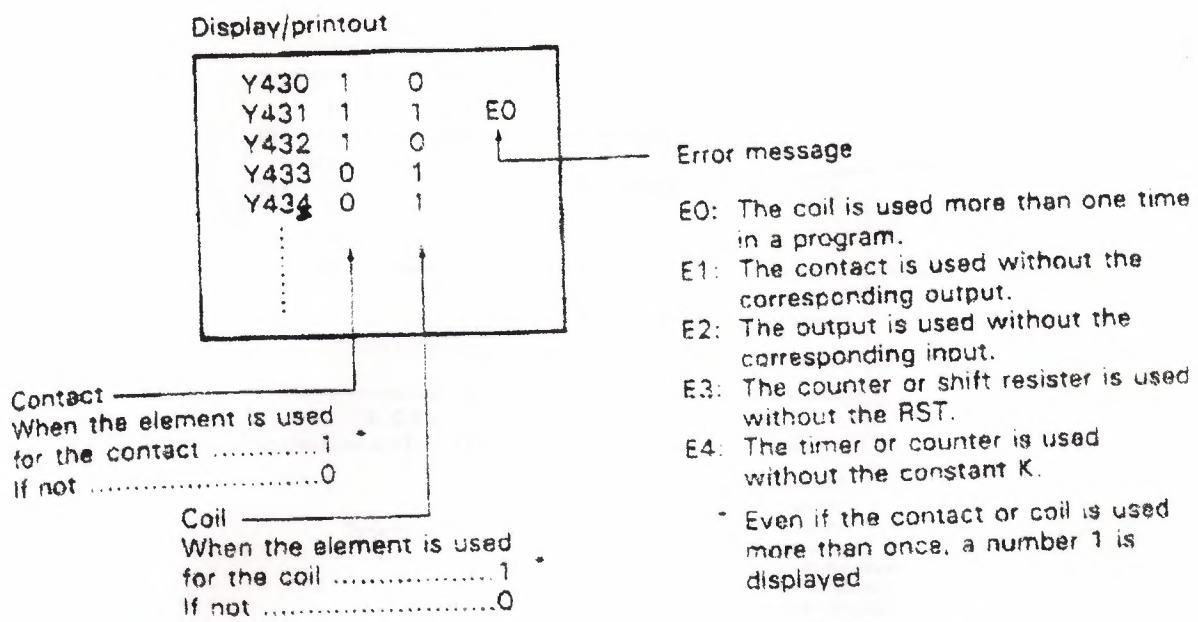 Display/printout
Y430 1 0
Y431 1 1 E0
Y432 1 0
Y433 0 1
Y434 0 1
Error message
E0: The coil is used more than one time
in a program.
E1: The contact is used without the
corresponding output.
E2: The output is used without the
corresponding input.
E3: The counter or shift resister is used
without the RST.
E4: The timer or counter is used
without the constant K.
* Even if the contact or coil is used
more than once, a number 1 is
displayed
Contact
When the element is used
for the contact ............1 *
If not ..........................0
Coil
When the element is used
for the coil ..................1 *
If not ..........................0